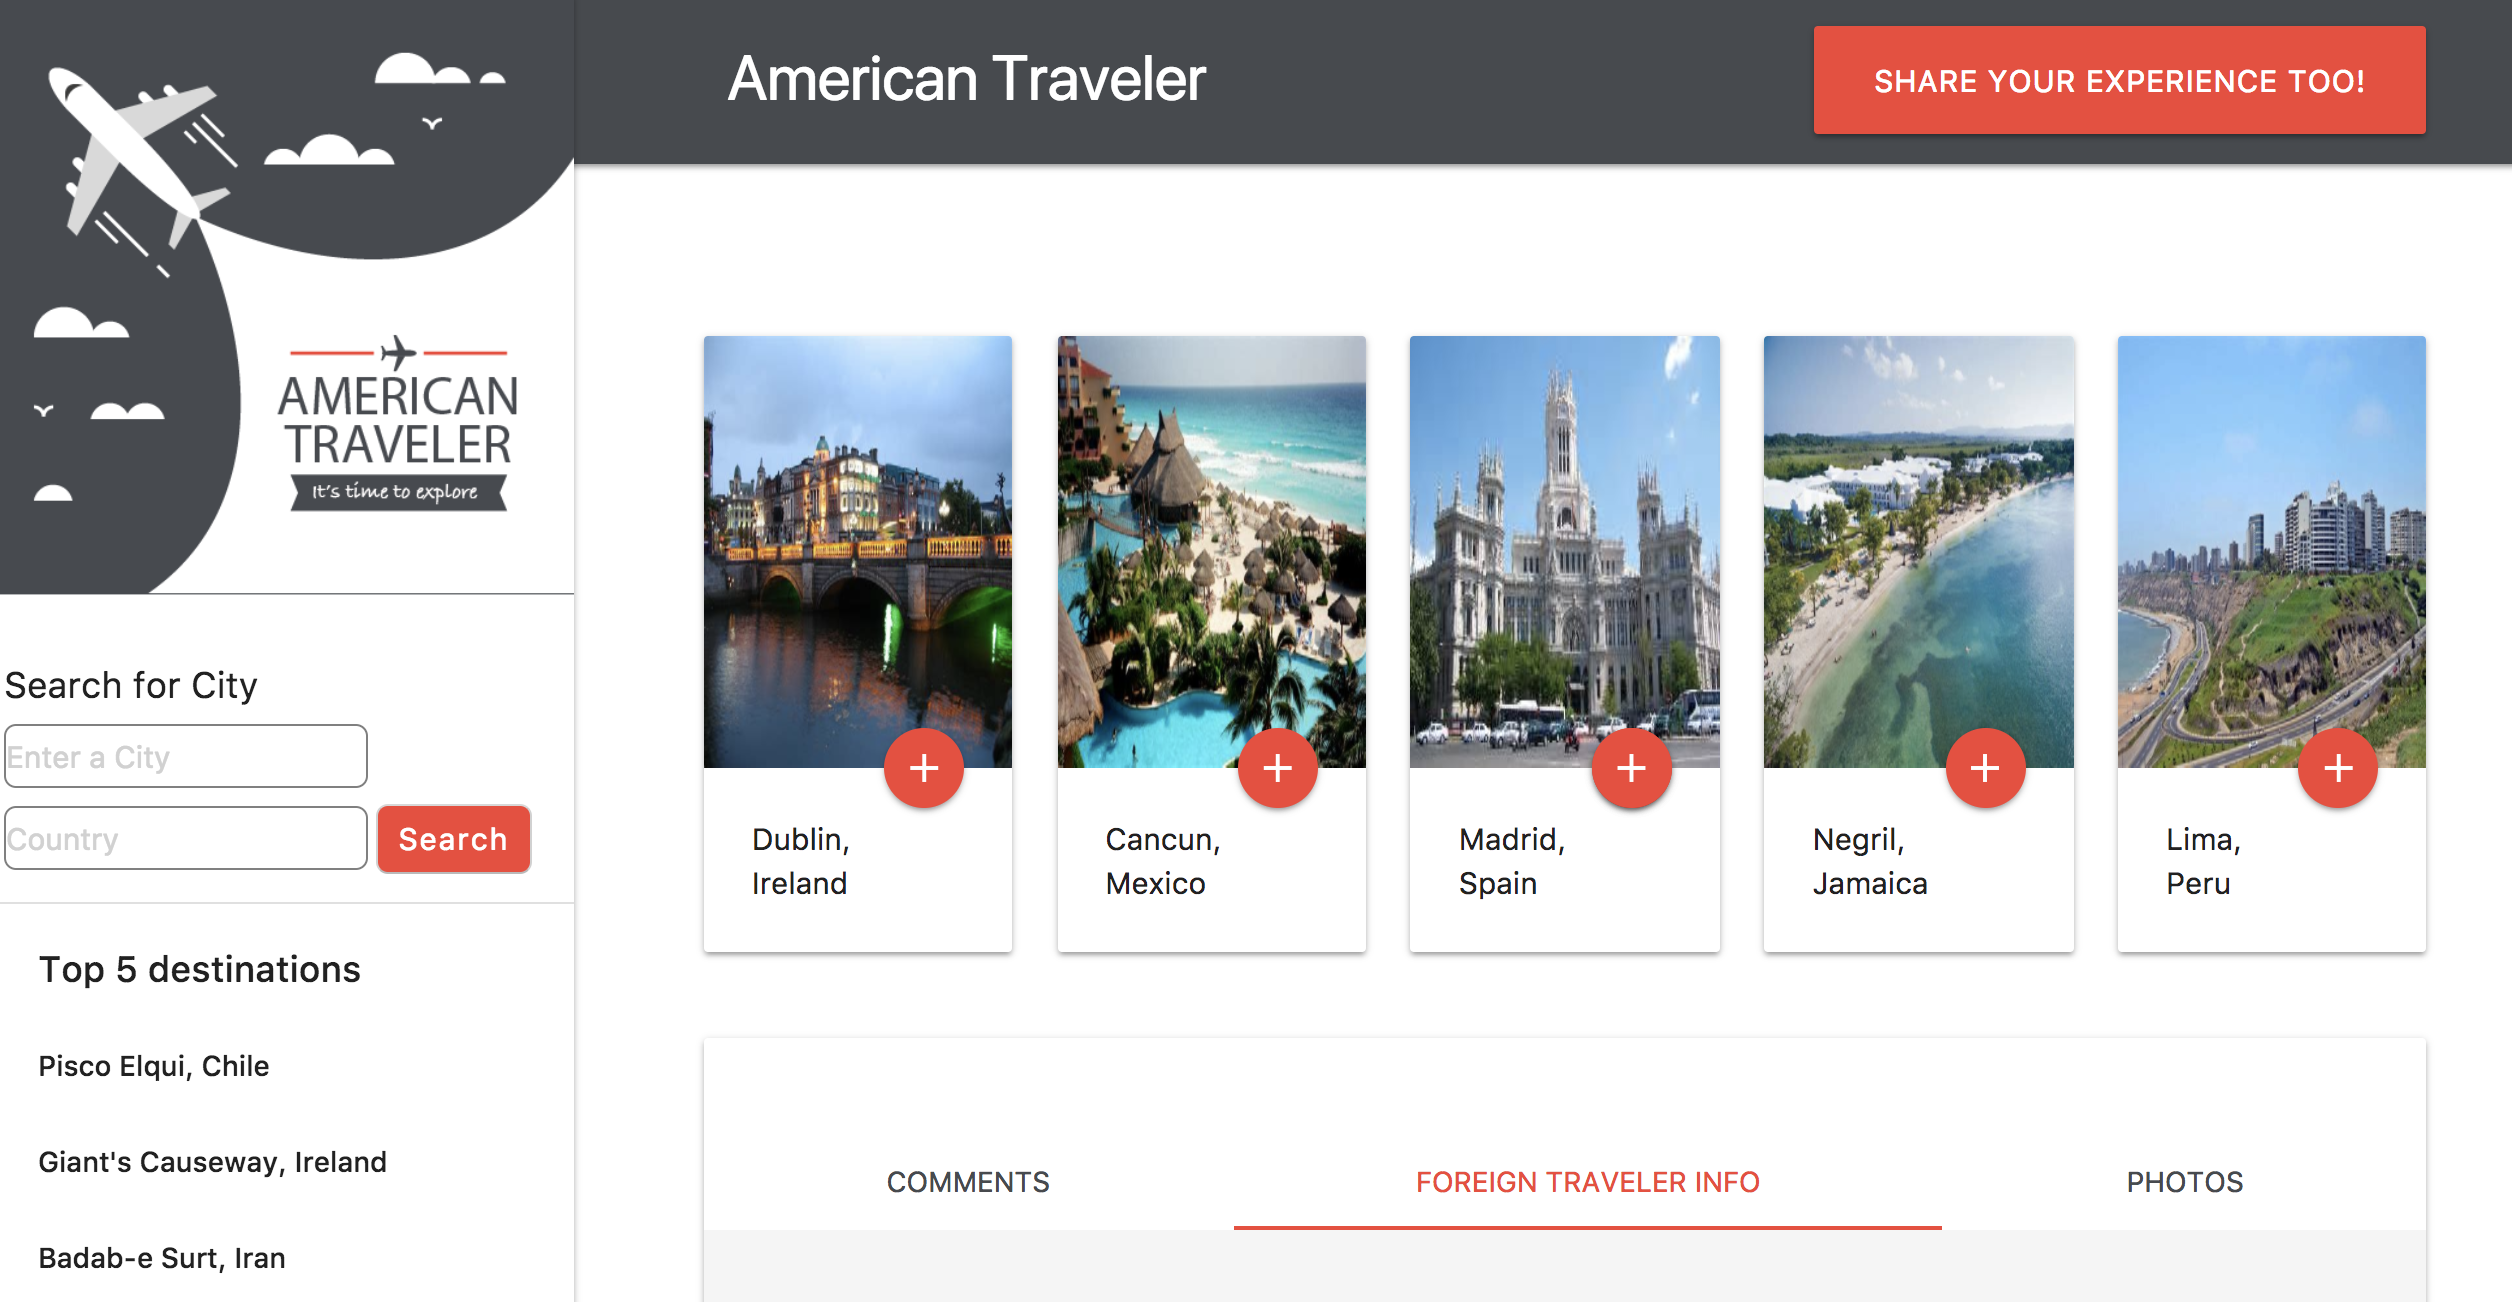 American Traveler
SHARE YOUR EXPERIENCE TOO!
AMERICAN
TRAVELER
It's time to explore
Search for City
Enter a City
Country
Search
Top 5 destinations
Pisco Elqui, Chile
Giant's Causeway, Ireland
Badab-e Surt, Iran
Dublin,
Ireland
Cancun,
Mexico
Madrid,
Spain
Negril,
Jamaica
Lima,
Peru
COMMENTS
FOREIGN TRAVELER INFO
PHOTOS